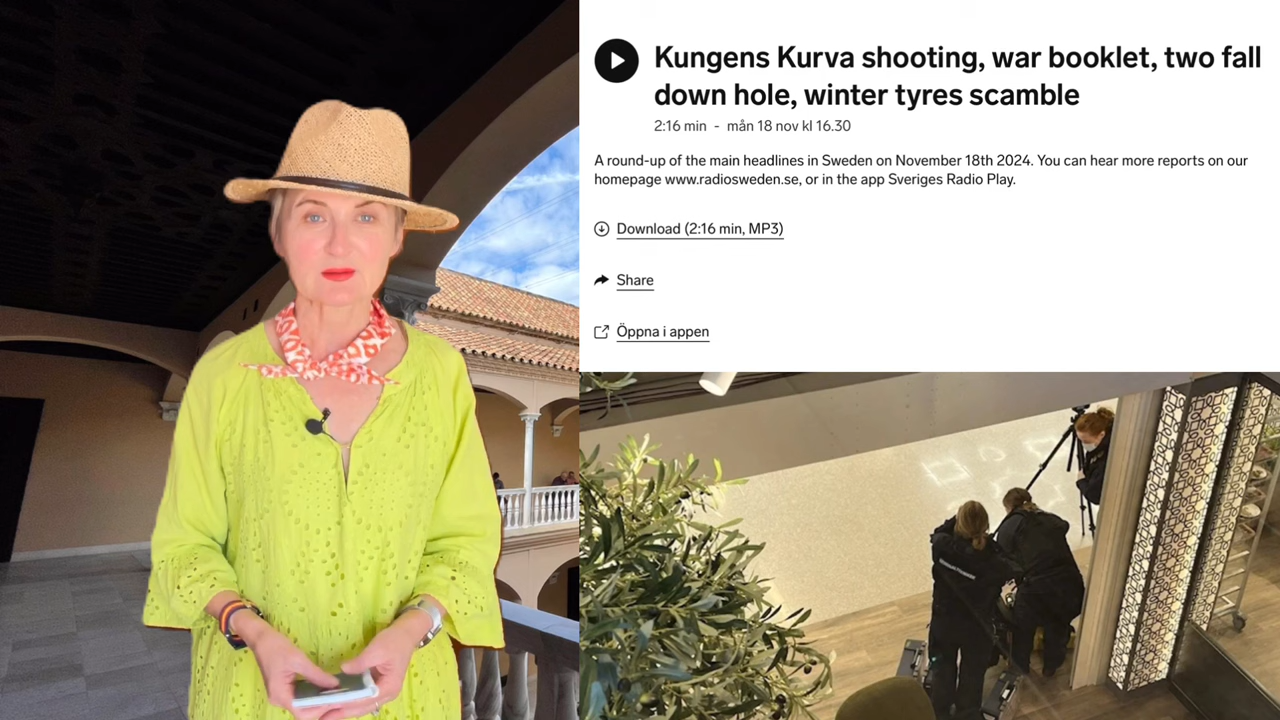 Kungens Kurva shooting, war booklet, two fall
down hole, winter tyres scamble
2:16 min - mån 18 nov kl 16.30
A round-up of the main headlines in Sweden on November 18th 2024. You can hear more reports on our
homepage www.radiosweden.se, or in the app Sveriges Radio Play.
Download (2:16 min, MP3)
Share
Öppna i appen